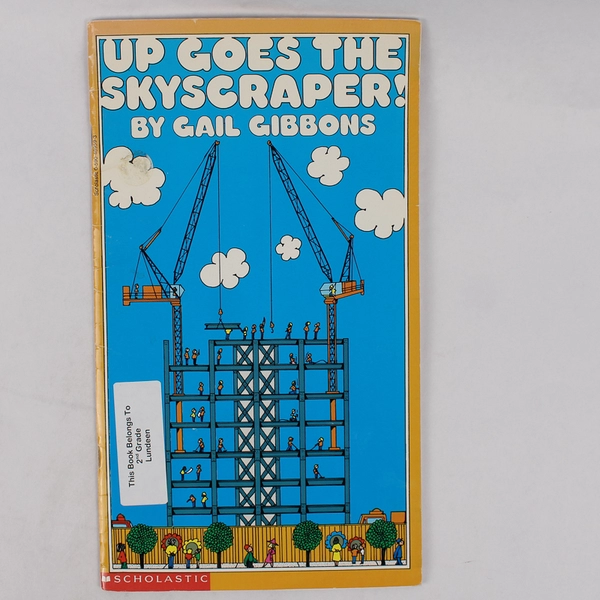 UP GOES THE
SKYSCRAPER!
BY GAIL GIBBONS
This Book Belongs To
2nd Grade
Lundeen
SCHOLASTIC